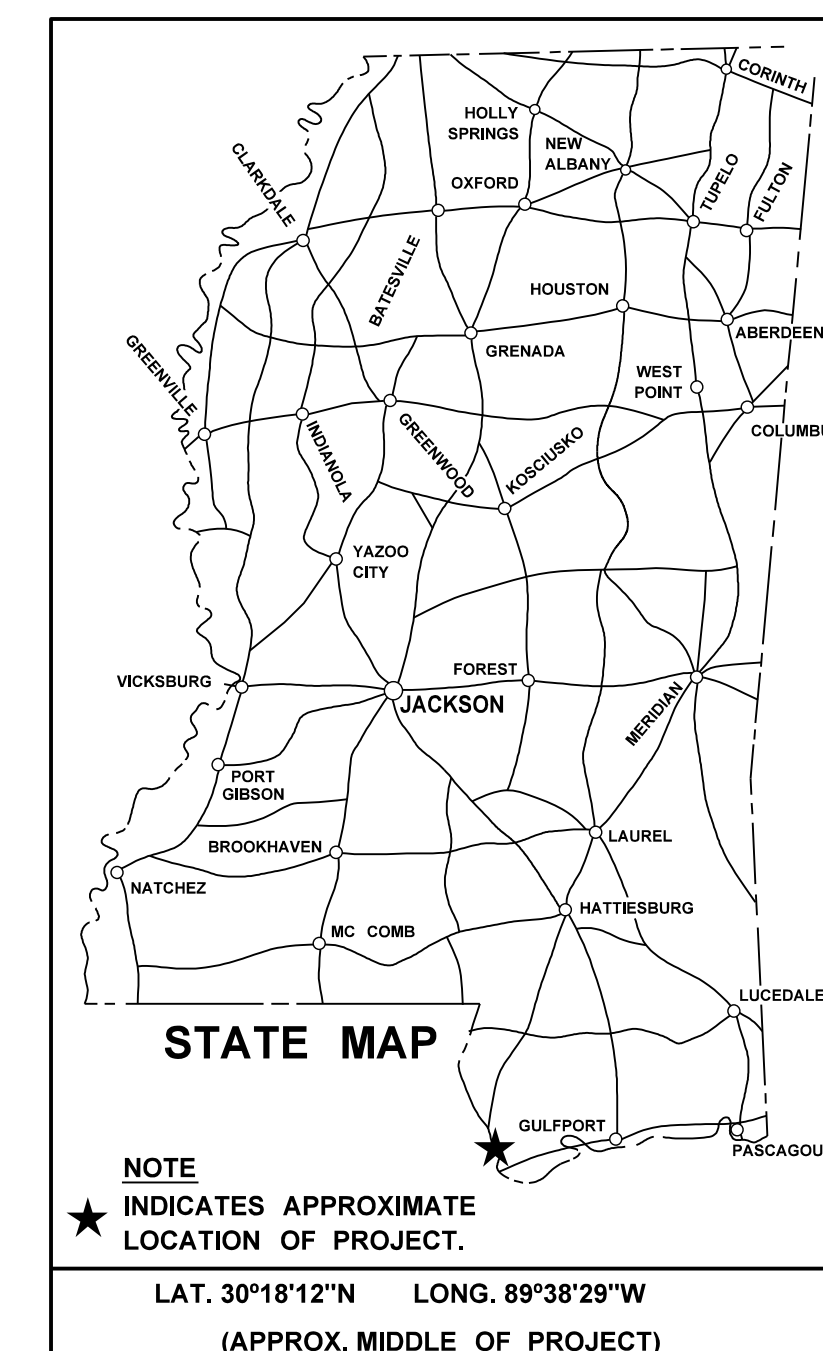 CORINTH
HOLLY
SPRINGS
NEW
ALBANY
CLARKDALE
OXFORD
TUPELO
FULTON
BATESVILLE
HOUSTON
ABERDEEN
GREENVILLE
GRENADA
WEST
POINT
COLUMBU
INDIANOLA
GREENWOOD
KOSCIUSKO
YAZOO
CITY
VICKSBURG
FOREST
JACKSON
MERIDIAN
PORT
GIBSON
BROOKHAVEN
LAUREL
NATCHEZ
HATTIESBURG
MC COMB
LUCEDALE
STATE MAP
GULFPORT
PASCAGOU
NOTE
★ INDICATES APPROXIMATE
LOCATION OF PROJECT.
LAT. 30º18'12"N LONG. 89º38'29"W
(APPROX. MIDDLE OF PROJECT)